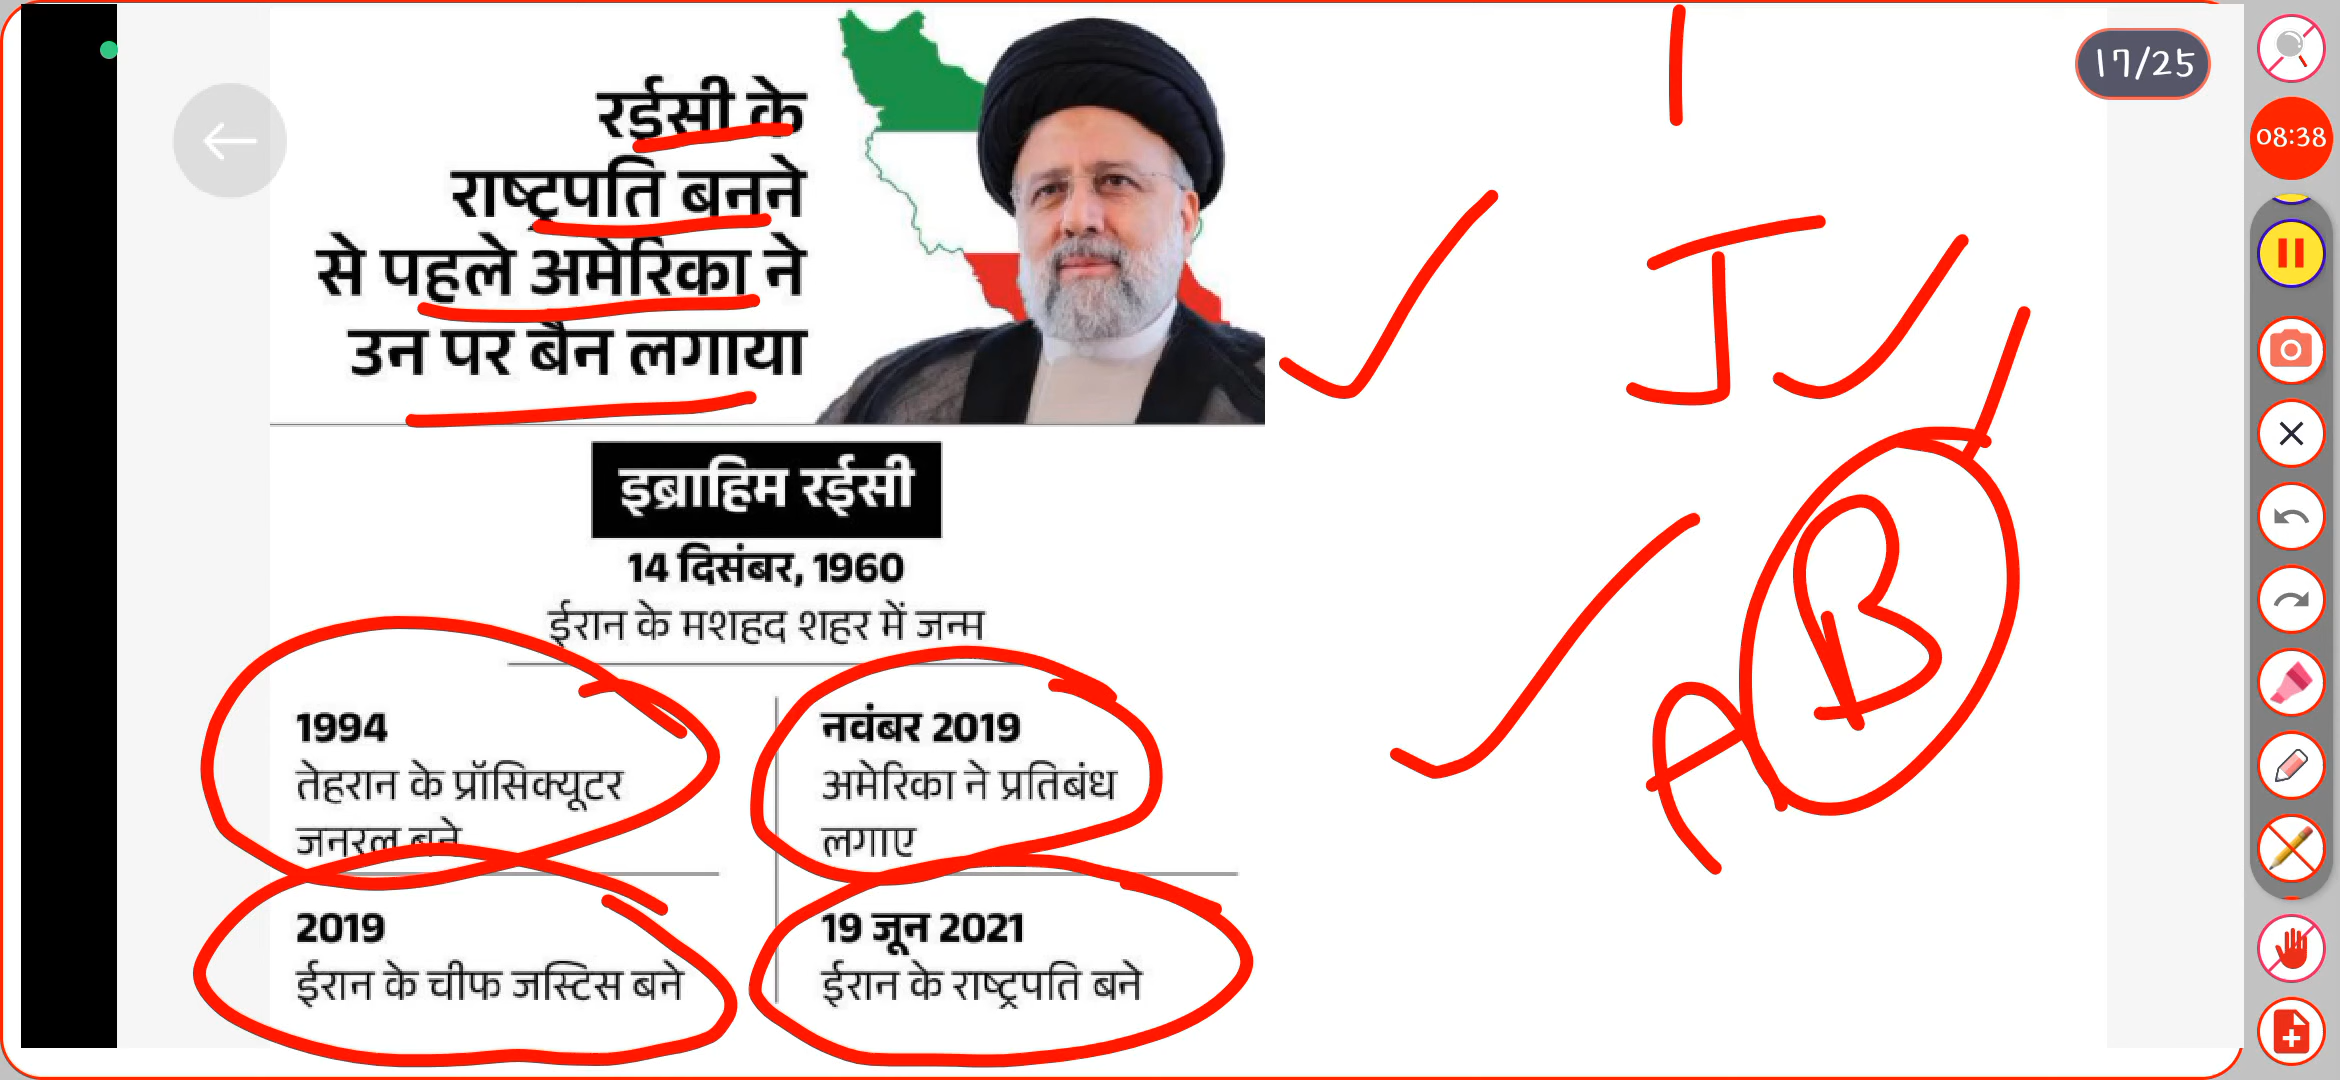 17/25
08:38
रईसी के
राष्ट्रपति बनने
से पहले अमेरिका ने
उन पर बैन लगाया
इब्राहिम रईसी
14 दिसंबर, 1960
ईरान के मशहद शहर में जन्म
1994
तेहरान के प्रॉसिक्यूटर
जनरल बने
नवंबर 2019
अमेरिका ने प्रतिबंध
लगाए
2019
ईरान के चीफ जस्टिस बने
19 जून 2021
ईरान के राष्ट्रपति बने
I
J
B
A